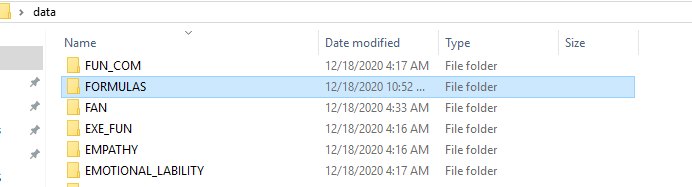 data
Name Date modified Type Size
FUN_COM 12/18/2020 4:17 AM File folder
FORMULAS 12/18/2020 10:52 ... File folder
FAN 12/18/2020 4:33 AM File folder
EXE_FUN 12/18/2020 4:16 AM File folder
EMPATHY 12/18/2020 4:16 AM File folder
EMOTIONAL_LABILITY 12/18/2020 4:17 AM File folder